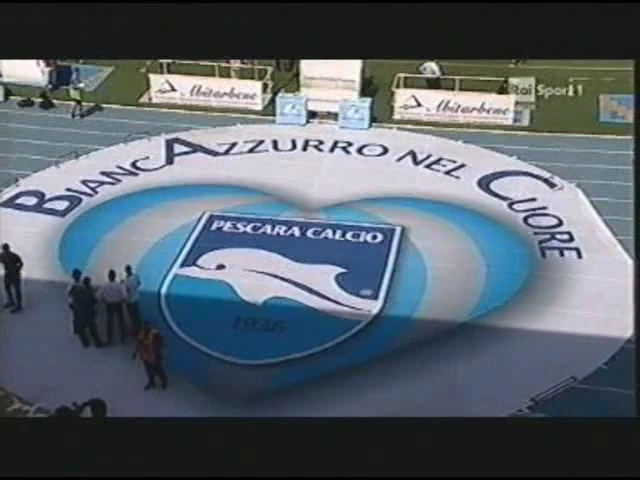 Rai Sport 1
Abitarbene
Abitarbene
BIANCAZZURRO NEL CUORE
PESCARA CALCIO
1936